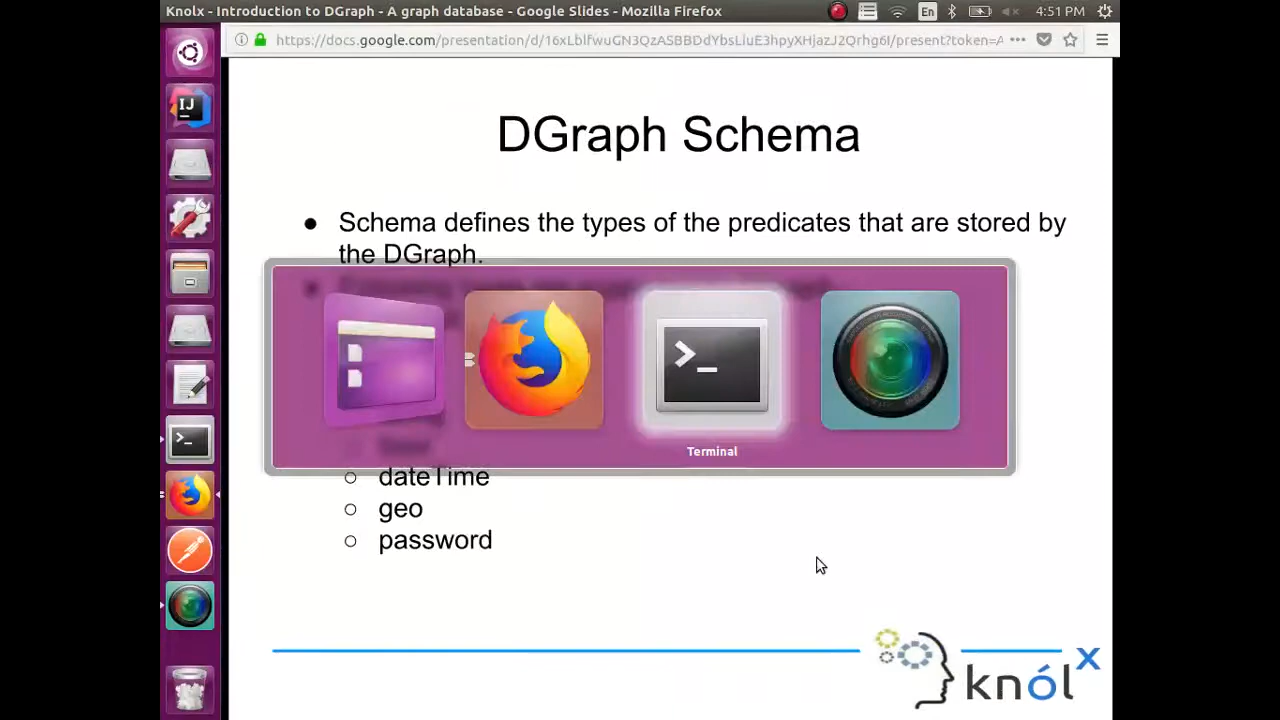 Knolx - Introduction to DGraph - A graph database - Google Slides - Mozilla Firefox
En
4:51 PM
https://docs.google.com/presentation/d/16xLblfwuGN3QzASBBDdYbsLiuE3hpyXHjazJ2Qrhg6I/present?token=A
DGraph Schema
● Schema defines the types of the predicates that are stored by
the DGraph.
Terminal
○ dateTime
○ geo
○ password
knól x
IJ